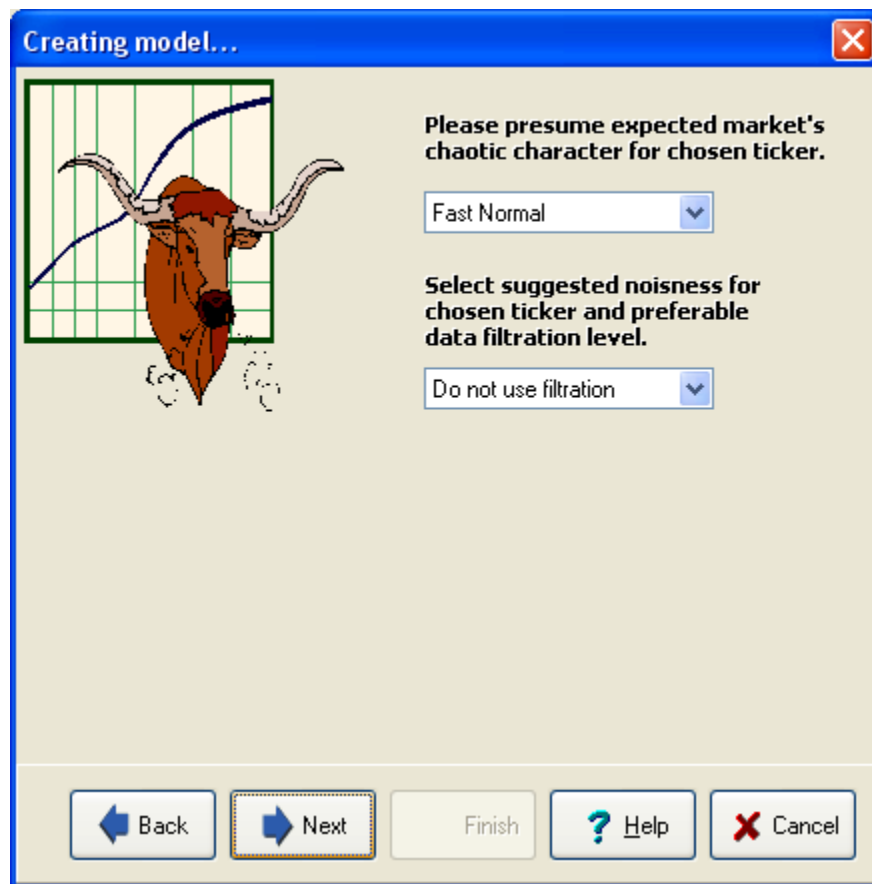 Creating model...
Please presume expected market's
chaotic character for chosen ticker.
Fast Normal
Select suggested noisness for
chosen ticker and preferable
data filtration level.
Do not use filtration
Back
Next
Finish
Help
Cancel